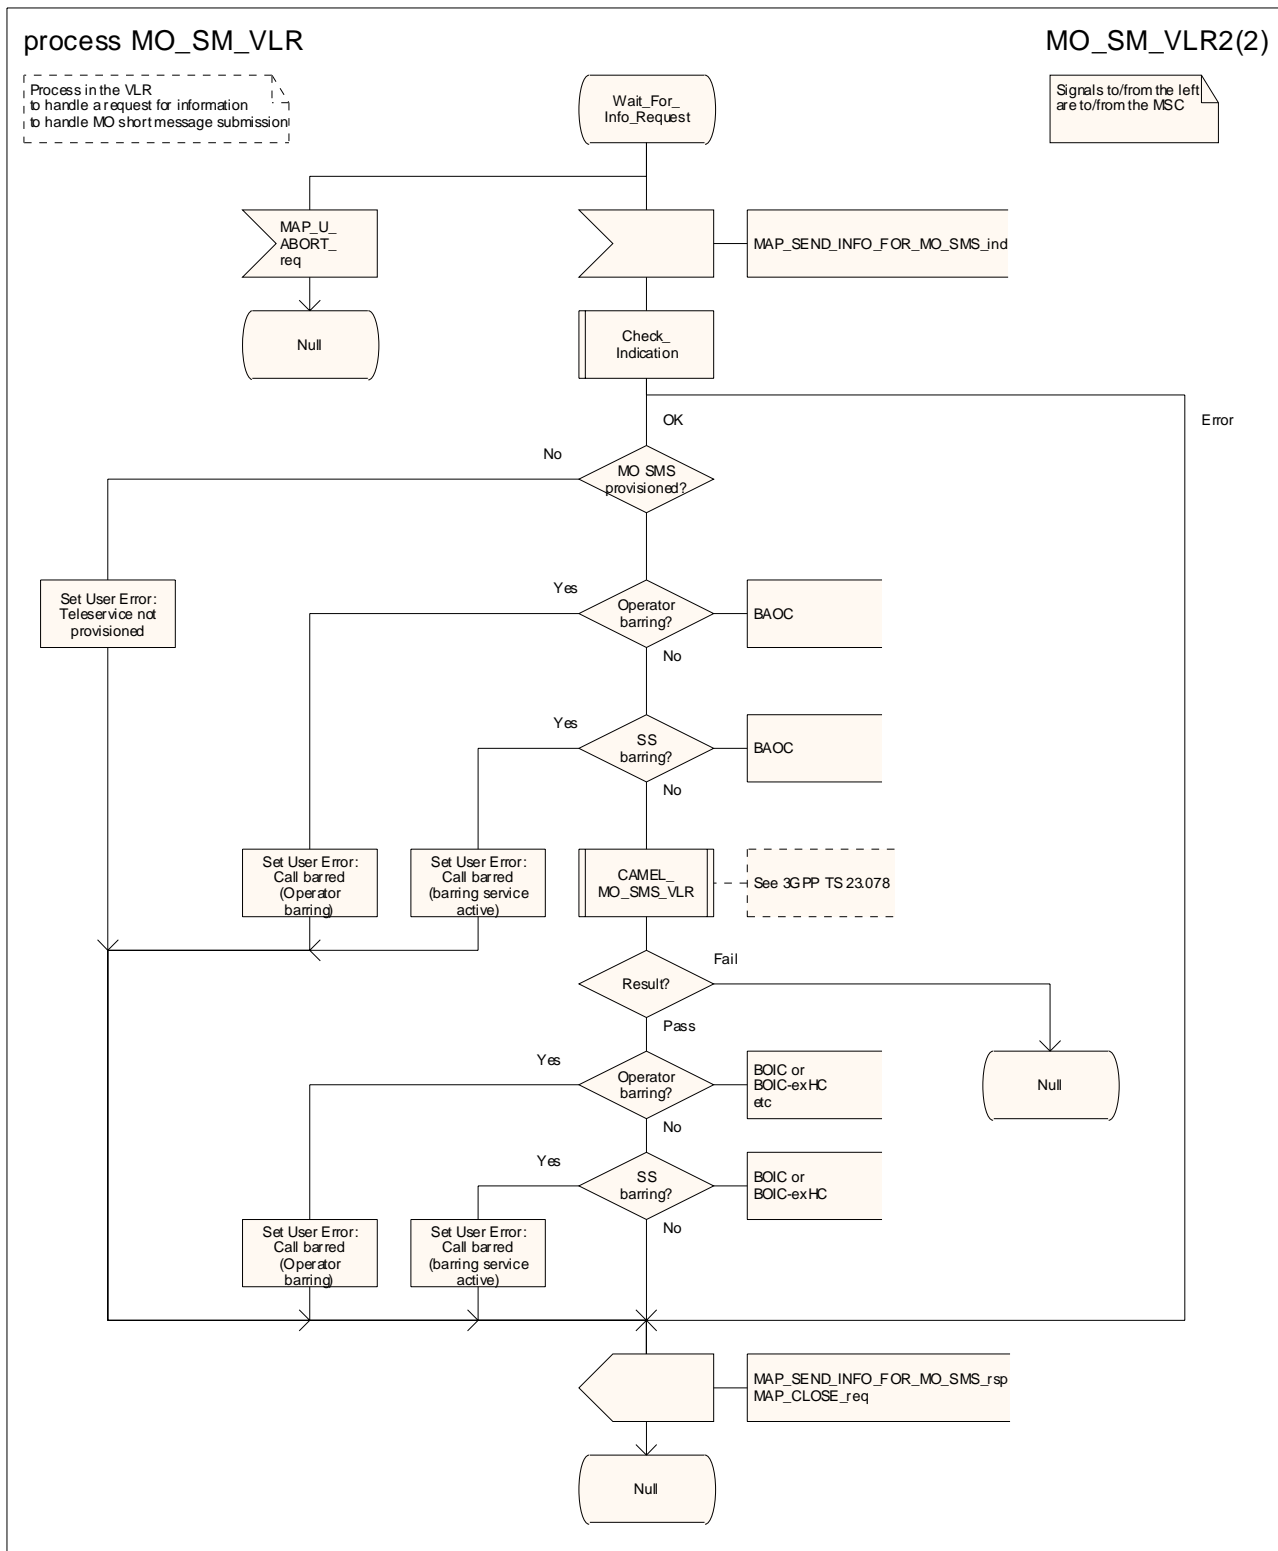 process MO_SM_VLR
MO_SM_VLR2(2)
Process in the VLR
to handle a request for information
to handle MO short message submission
Wait_For_
Info_Request
Signals to/from the left
are to/from the MSC
MAP_U_
ABORT_
req
MAP_SEND_INFO_FOR_MO_SMS_ind
Null
Check_
Indication
OK
Error
No
MO SMS
provisioned?
Set User Error:
Teleservice not
provisioned
Yes
Operator
barring?
BAOC
No
Yes
SS
barring?
BAOC
No
Set User Error:
Call barred
(Operator
barring)
Set User Error:
Call barred
(barring service
active)
CAMEL_
MO_SMS_VLR
See 3GPP TS 23.078
Result?
Fail
Pass
Null
Yes
Operator
barring?
BOIC or
BOIC-exHC
etc
No
Yes
SS
barring?
BOIC or
BOIC-exHC
No
Set User Error:
Call barred
(Operator
barring)
Set User Error:
Call barred
(barring service
active)
MAP_SEND_INFO_FOR_MO_SMS_rsp
MAP_CLOSE_req
Null